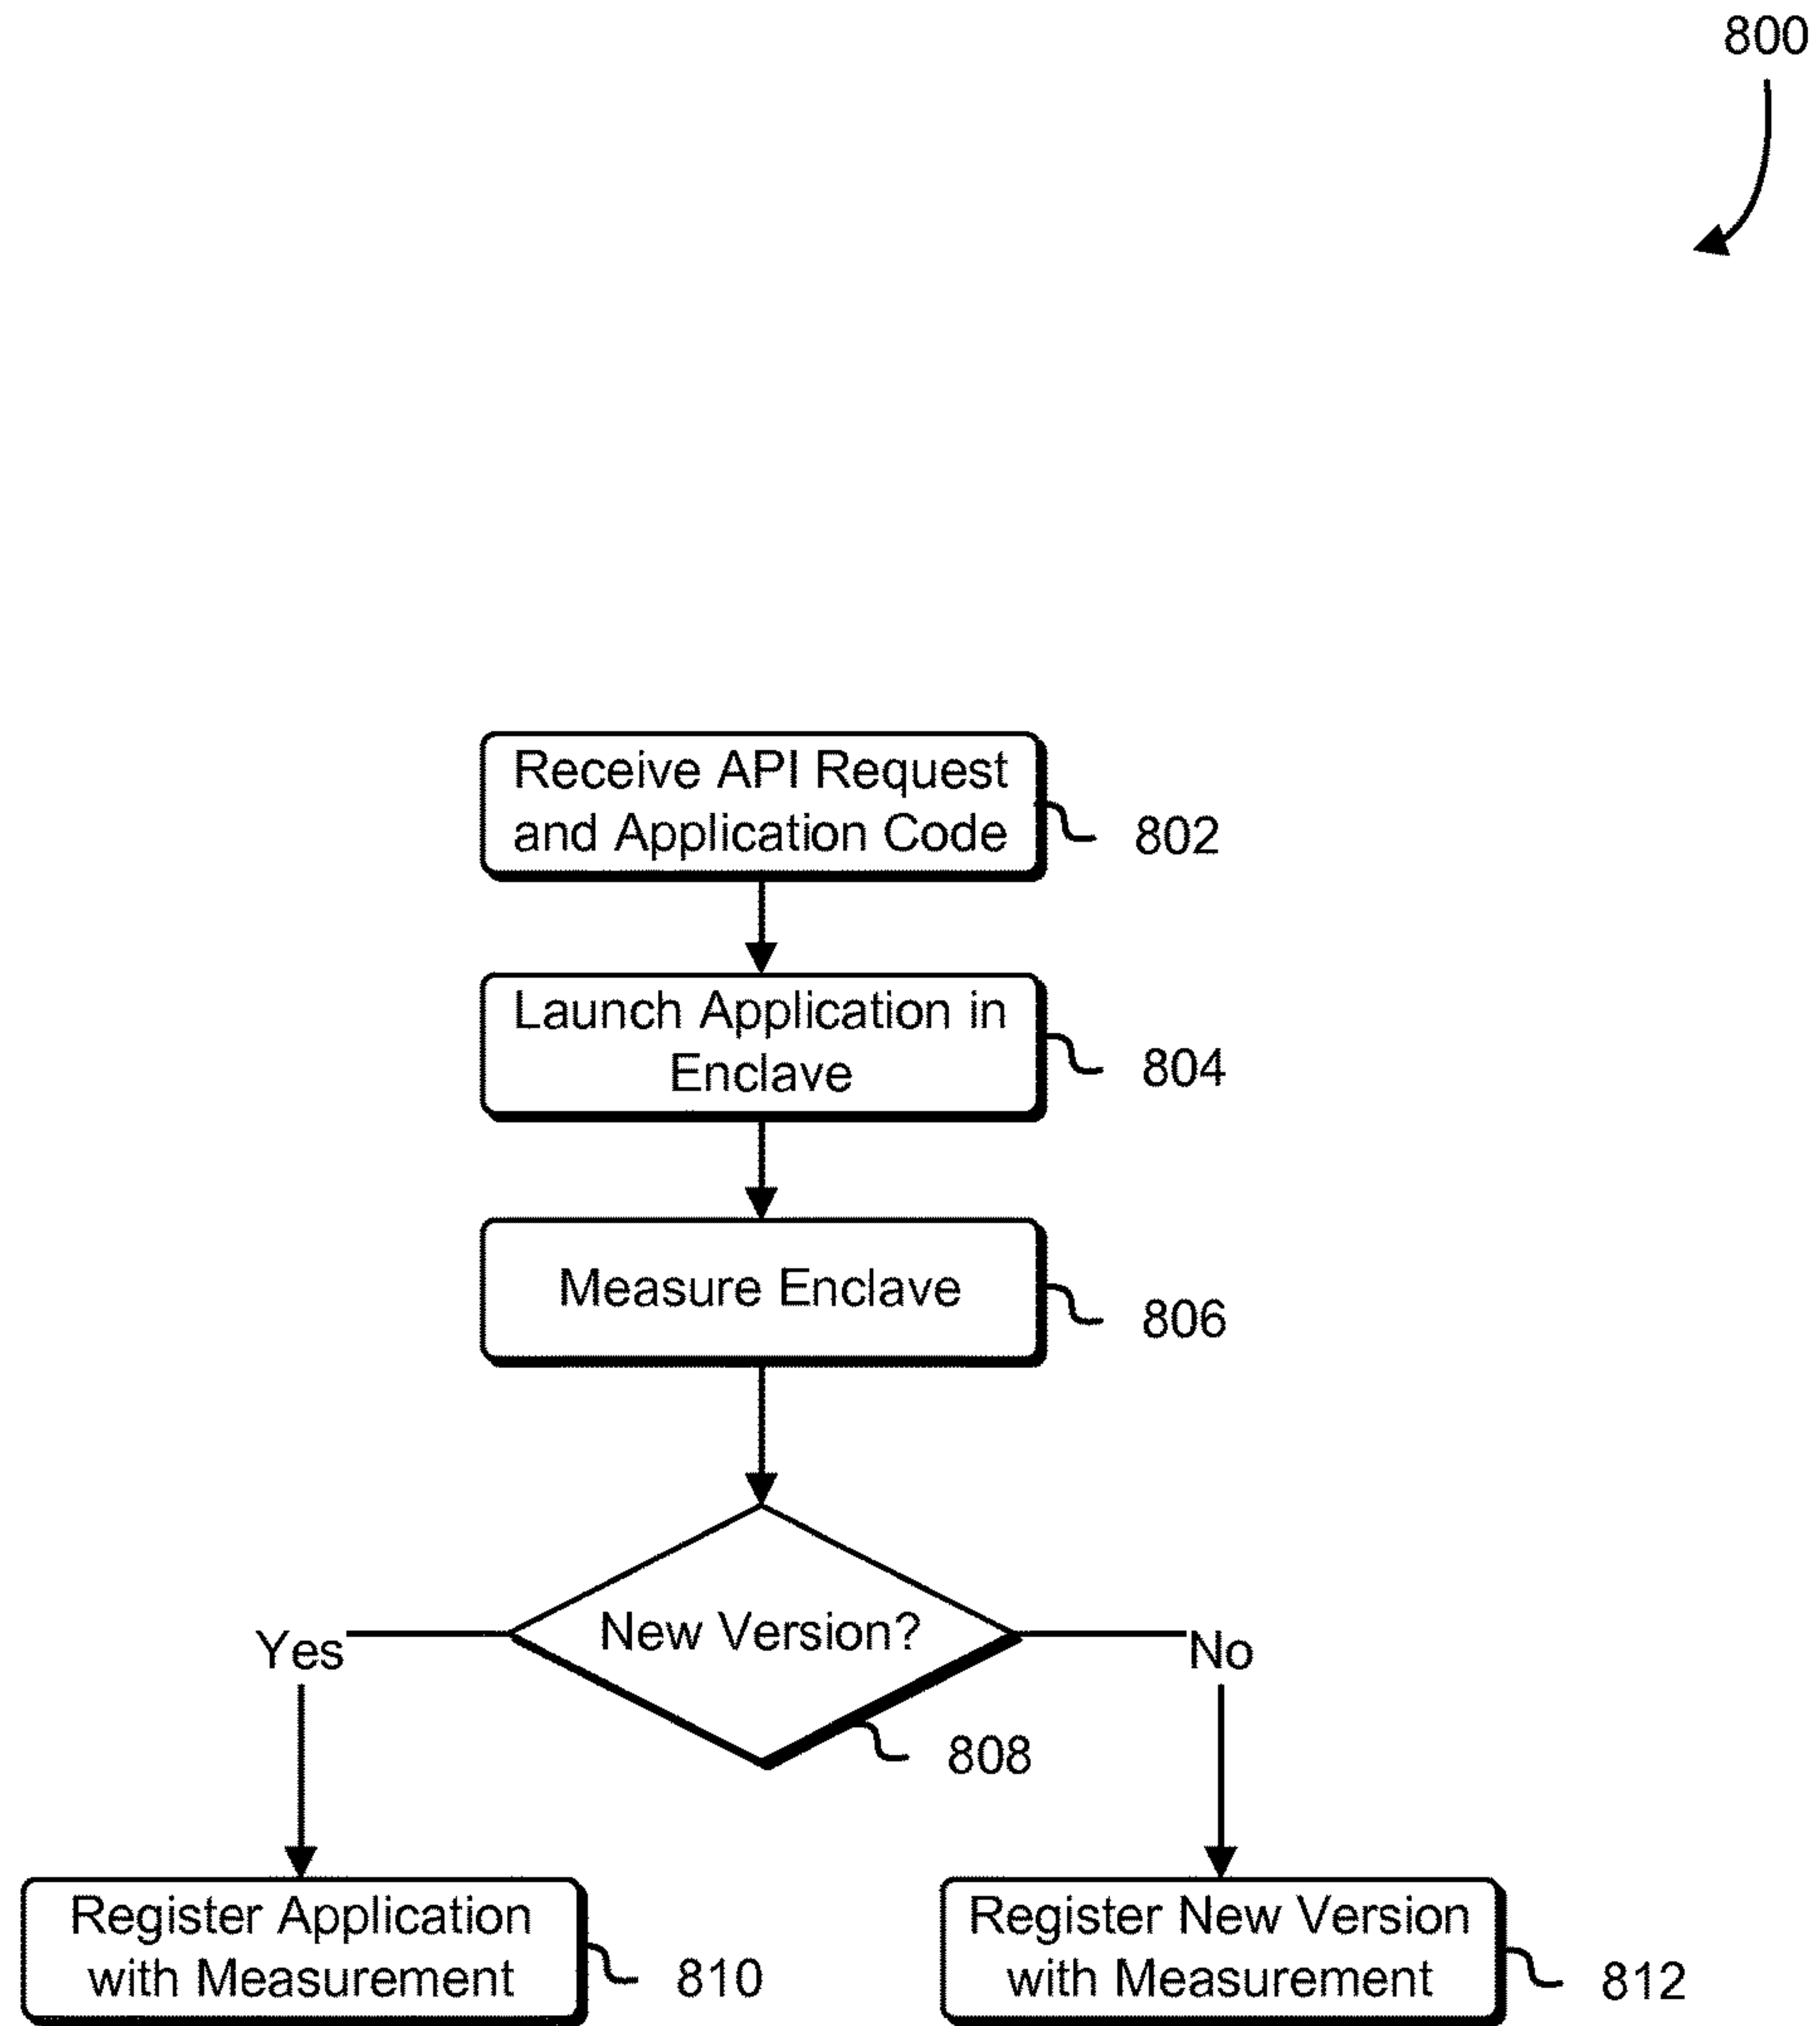 800
Receive API Request
and Application Code
802
Launch Application in
Enclave
804
Measure Enclave
806
New Version?
Yes
No
808
Register Application
with Measurement
810
Register New Version
with Measurement
812